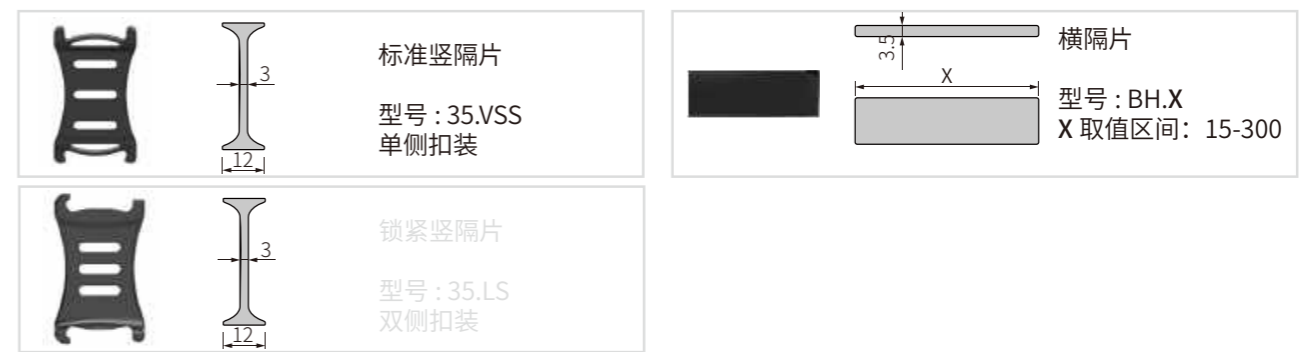 标准竖隔片
3
型号 : 35.VSS
单侧扣装
12
横隔片
3.5
X
型号 : BH.X
X 取值区间：15-300
锁紧竖隔片
3
型号 : 35.LS
双侧扣装
12